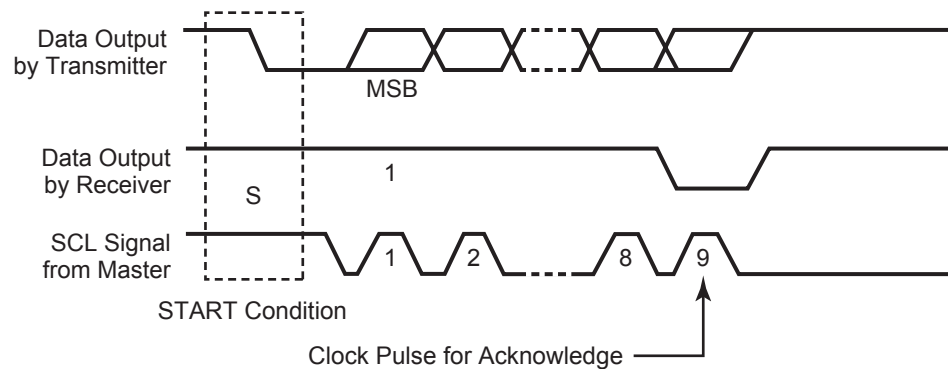 Data Output
by Transmitter
MSB
Data Output
by Receiver
1
S
SCL Signal
from Master
1
2
8
9
START Condition
Clock Pulse for Acknowledge